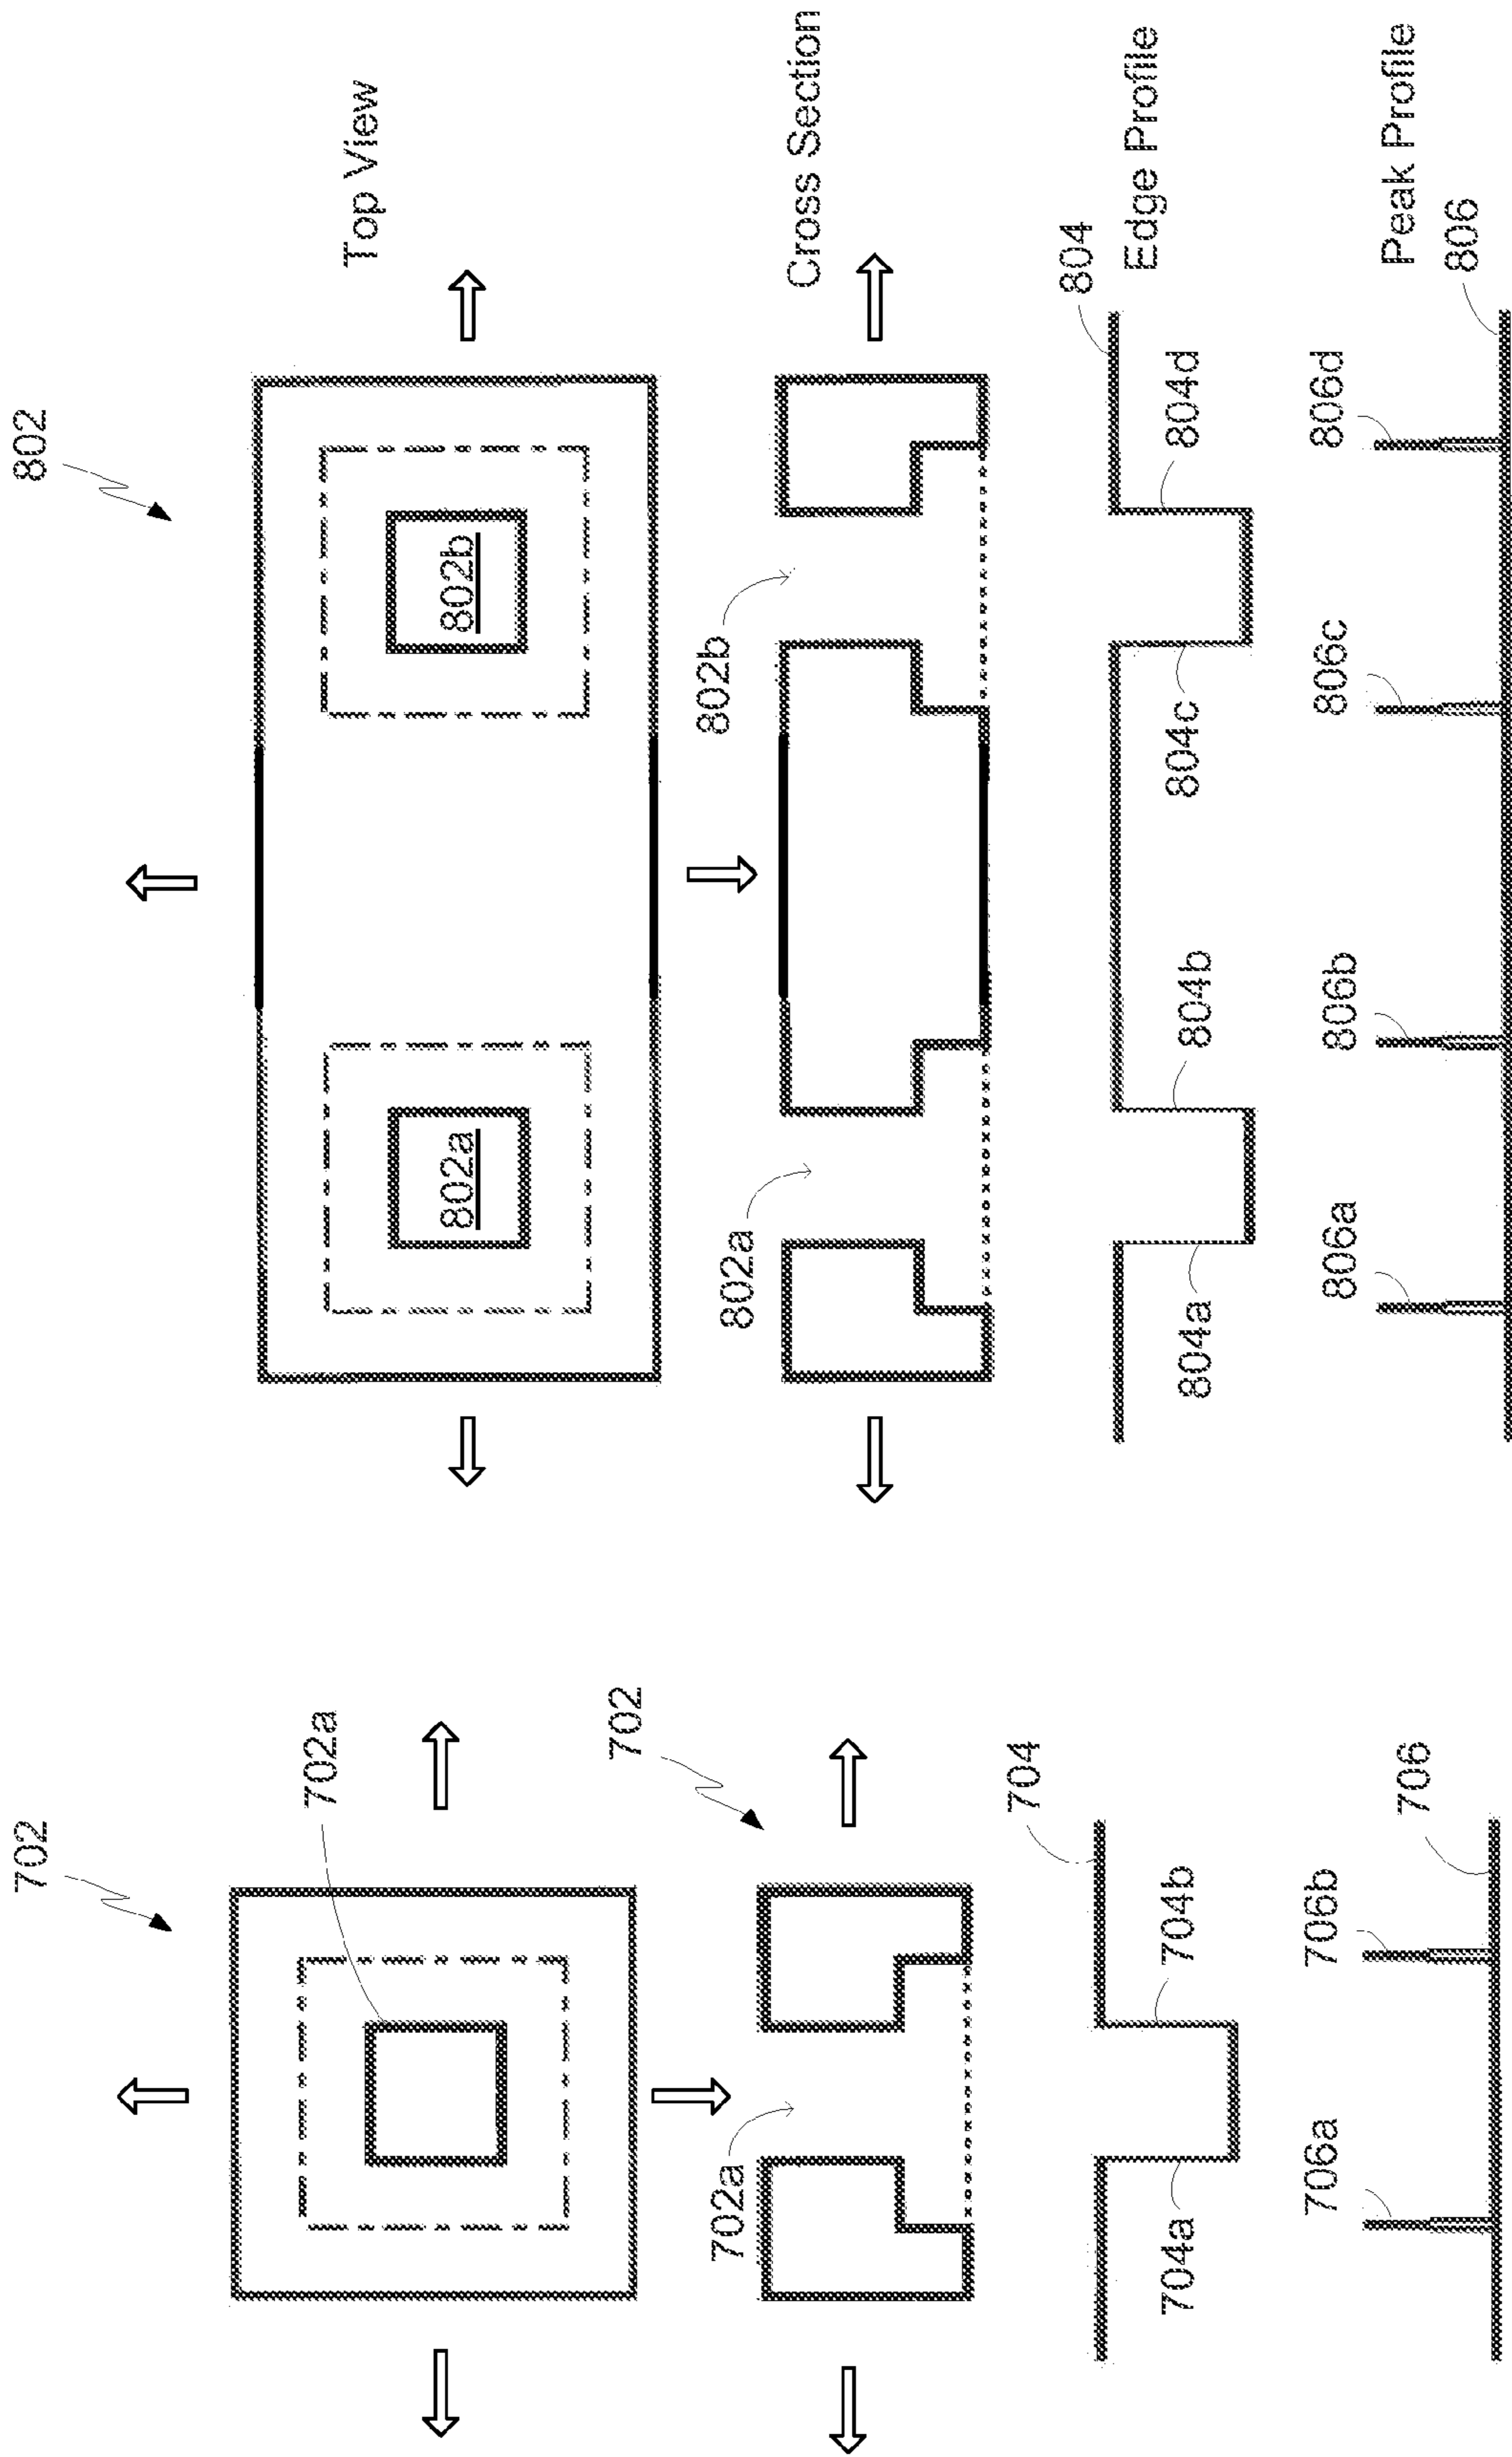 702
702a
702
702a
704
704a
704b
706a
706b
706
802
Top View
802a
802b
Cross Section
802a
802b
804
Edge Profile
804a
804b
804c
804d
Peak Profile
806
806a
806b
806c
806d